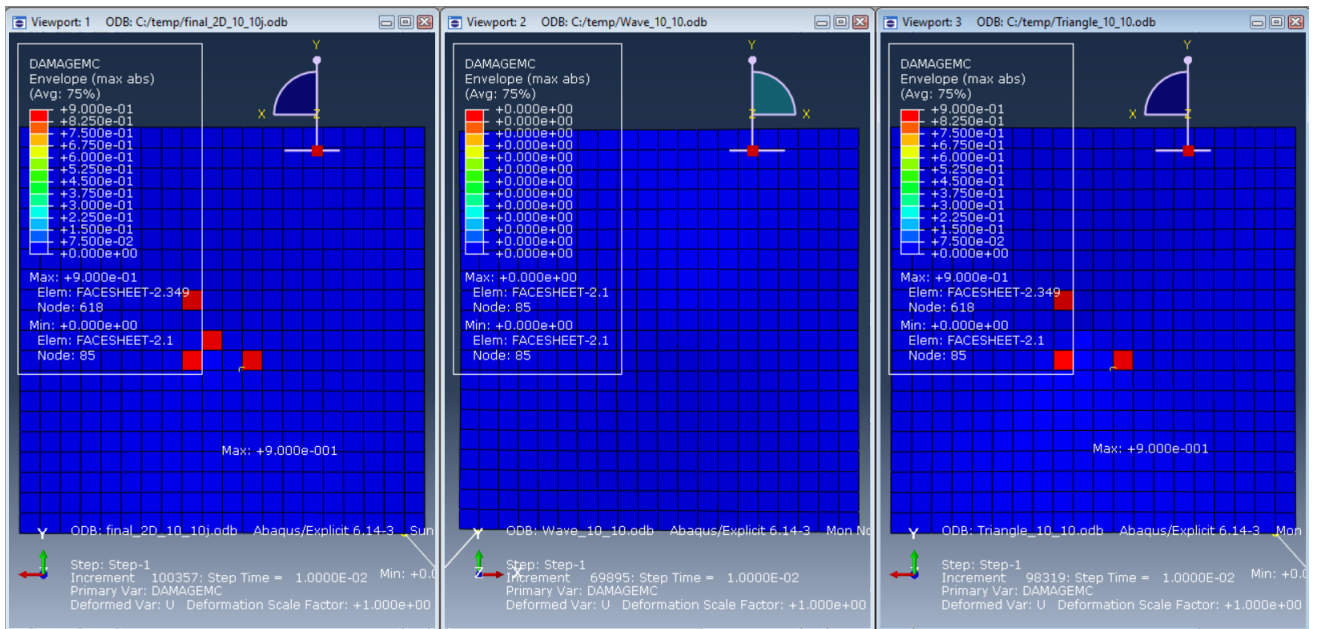 Viewport: 1 ODB: C:/temp/final_2D_10_10j.odb
DAMAGEMC
Envelope (max abs)
(Avg: 75%)
+9.000e-01
+8.250e-01
+7.500e-01
+6.750e-01
+6.000e-01
+5.250e-01
+4.500e-01
+3.750e-01
+3.000e-01
+2.250e-01
+1.500e-01
+7.500e-02
+0.000e+00
Max: +9.000e-01
Elem: FACESHEET-2.349
Node: 618
Min: +0.000e+00
Elem: FACESHEET-2.1
Node: 85
Y
X
Z
Max: +9.000e-001
Y
ODB: final_2D_10_10j.odb Abaqus/Explicit 6.14-3 Sun
Step: Step-1
Increment 100357: Step Time = 1.0000E-02 Min: +0.0
Primary Var: DAMAGEMC
Deformed Var: U Deformation Scale Factor: +1.000e+00
Viewport: 2 ODB: C:/temp/Wave_10_10.odb
DAMAGEMC
Envelope (max abs)
(Avg: 75%)
+0.000e+00
+0.000e+00
+0.000e+00
+0.000e+00
+0.000e+00
+0.000e+00
+0.000e+00
+0.000e+00
+0.000e+00
+0.000e+00
+0.000e+00
+0.000e+00
+0.000e+00
Max: +0.000e+00
Elem: FACESHEET-2.1
Node: 85
Min: +0.000e+00
Elem: FACESHEET-2.1
Node: 85
Y
Z
X
Y
ODB: Wave_10_10.odb Abaqus/Explicit 6.14-3 Mon No
Z
X
Step: Step-1
Increment 69895: Step Time = 1.0000E-02
Primary Var: DAMAGEMC
Deformed Var: U Deformation Scale Factor: +1.000e+00
Viewport: 3 ODB: C:/temp/Triangle_10_10.odb
DAMAGEMC
Envelope (max abs)
(Avg: 75%)
+9.000e-01
+8.250e-01
+7.500e-01
+6.750e-01
+6.000e-01
+5.250e-01
+4.500e-01
+3.750e-01
+3.000e-01
+2.250e-01
+1.500e-01
+7.500e-02
+0.000e+00
Max: +9.000e-01
Elem: FACESHEET-2.349
Node: 618
Min: +0.000e+00
Elem: FACESHEET-2.1
Node: 85
Y
X
Z
Max: +9.000e-001
Y
ODB: Triangle_10_10.odb Abaqus/Explicit 6.14-3 Mon
Step: Step-1
Increment 98319: Step Time = 1.0000E-02 Min: +0.0
Primary Var: DAMAGEMC
Deformed Var: U Deformation Scale Factor: +1.000e+00